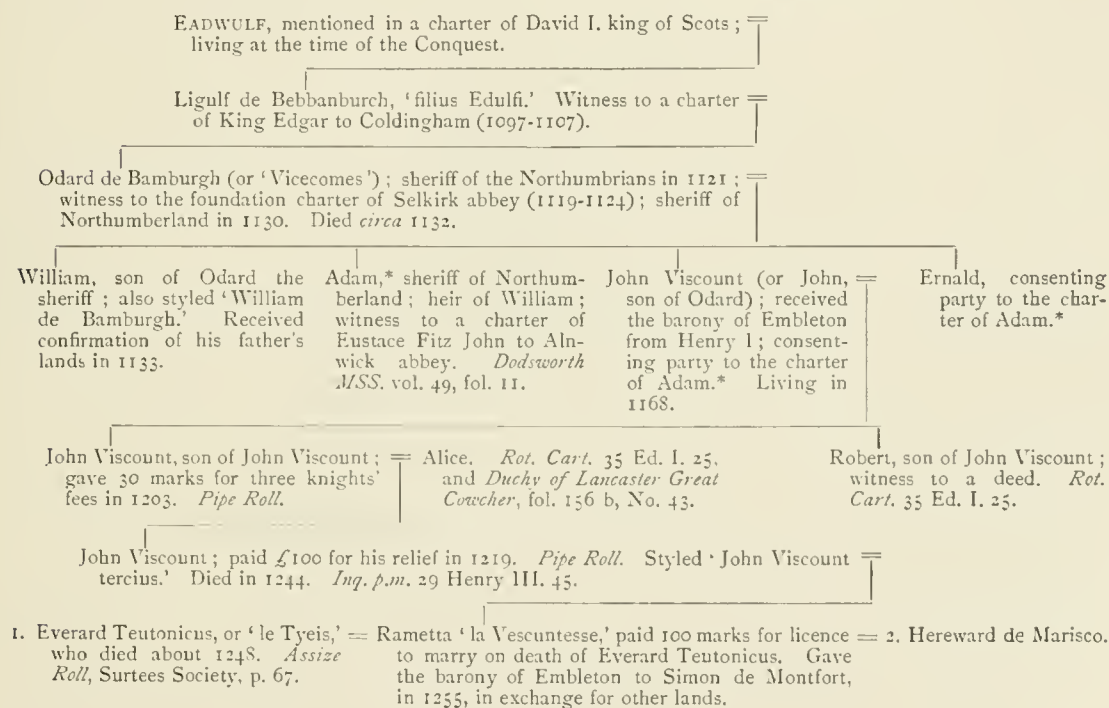 EADWULF, mentioned in a charter of David I. king of Scots ; =
living at the time of the Conquest.
Ligulf de Bebbanburch, ‘ filius Edulfi.’ Witness to a charter =
of King Edgar to Coldingham (1097-1107).
Odard de Bamburgh (or ‘ Vicecomes ’) ; sheriff of the Northumbrians in 1121 ; =
witness to the foundation charter of Selkirk abbey (1119-1124) ; sheriff of
Northumberland in 1130. Died circa 1132.
William, son of Odard the
sheriff ; also styled ‘ William
de Bamburgh.’ Received
confirmation of his father's
lands in 1133.
Adam,* sheriff of Northum-
berland ; heir of William ;
witness to a charter of
Eustace Fitz John to Aln-
wick abbey. Dodsworth
MSS. vol. 49, fol. 11.
John Viscount (or John, =
son of Odard) ; received
the barony of Embleton
from Henry I ; consent-
ing party to the charter
of Adam.* Living in
1168.
Ernald, consenting
party to the char-
ter of Adam.*
John Viscount, son of John Viscount ; =
gave 30 marks for three knights'
fees in 1203. Pipe Roll.
Alice. Rot. Cart. 35 Ed. I. 25,
and Duchy of Lancaster Great
Cowcher, fol. 156 b, No. 43.
Robert, son of John Viscount ;
witness to a deed. Rot.
Cart. 35 Ed. I. 25.
John Viscount ; paid £100 for his relief in 1219. Pipe Roll. Styled ‘ John Viscount =
tercius.’ Died in 1244. Inq. p.m. 29 Henry III. 45.
1. Everard Teutonicus, or ‘ le Tyeis,’ =
who died about 1248. Assize
Roll, Surtees Society, p. 67.
Rametta ‘ la Vescuntesse,’ paid 100 marks for licence =
to marry on death of Everard Teutonicus. Gave
the barony of Embleton to Simon de Montfort,
in 1255, in exchange for other lands.
2. Hereward de Marisco.